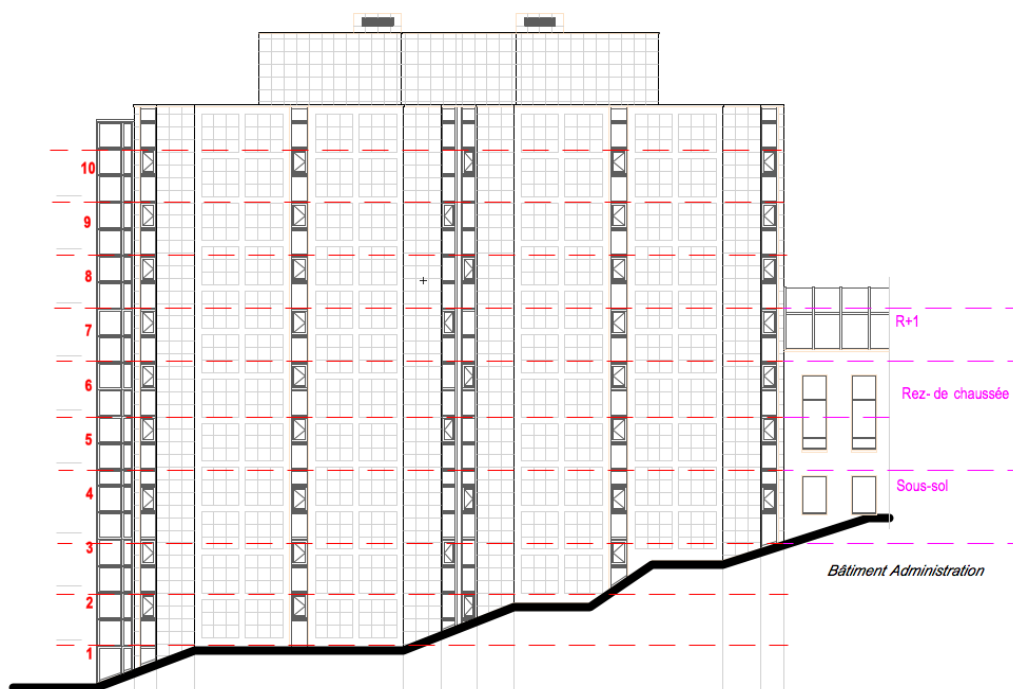 10
9
8
7
R+1
6
Rez- de chaussée
5
4
Sous-sol
3
Bâtiment Administration
2
1